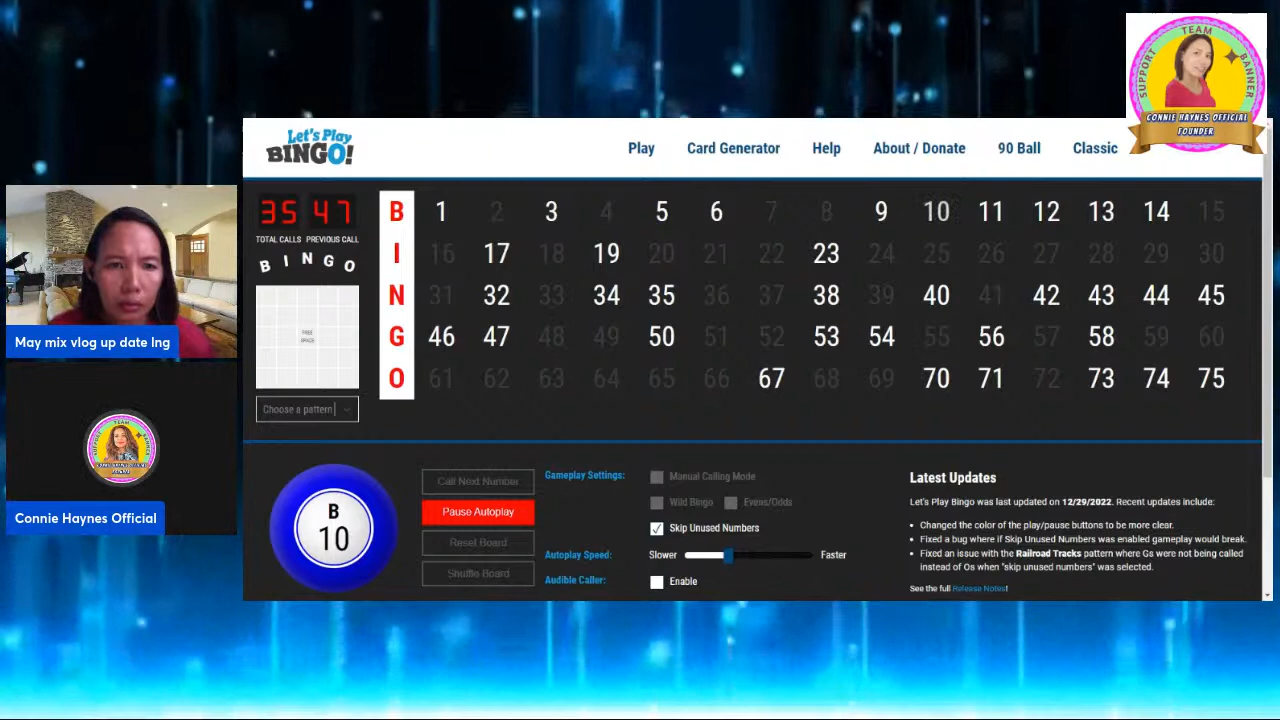 SUPPORT TEAM BANNER
CONNIE HAYNES OFFICIAL
FOUNDER
Let's Play
BINGO!
Play Card Generator Help About / Donate 90 Ball Classic
35 47
TOTAL CALLS PREVIOUS CALL
B I N G O
FREE
SPACE
Choose a pattern
B 1 2 3 4 5 6 7 8 9 10 11 12 13 14 15
I 16 17 18 19 20 21 22 23 24 25 26 27 28 29 30
N 31 32 33 34 35 36 37 38 39 40 41 42 43 44 45
G 46 47 48 49 50 51 52 53 54 55 56 57 58 59 60
O 61 62 63 64 65 66 67 68 69 70 71 72 73 74 75
May mix vlog up date lng
Connie Haynes Official
B
10
Call Next Number
Pause Autoplay
Reset Board
Shuffle Board
Gameplay Settings:
Manual Calling Mode
Wild Bingo Evens/Odds
Skip Unused Numbers
Autoplay Speed: Slower Faster
Audible Caller: Enable
Latest Updates
Let's Play Bingo was last updated on 12/29/2022. Recent updates include:
Changed the color of the play/pause buttons to be more clear.
Fixed a bug where if Skip Unused Numbers was enabled gameplay would break.
Fixed an issue with the Railroad Tracks pattern where Gs were not being called
instead of Os when "skip unused numbers" was selected.
See the full Release Notes!